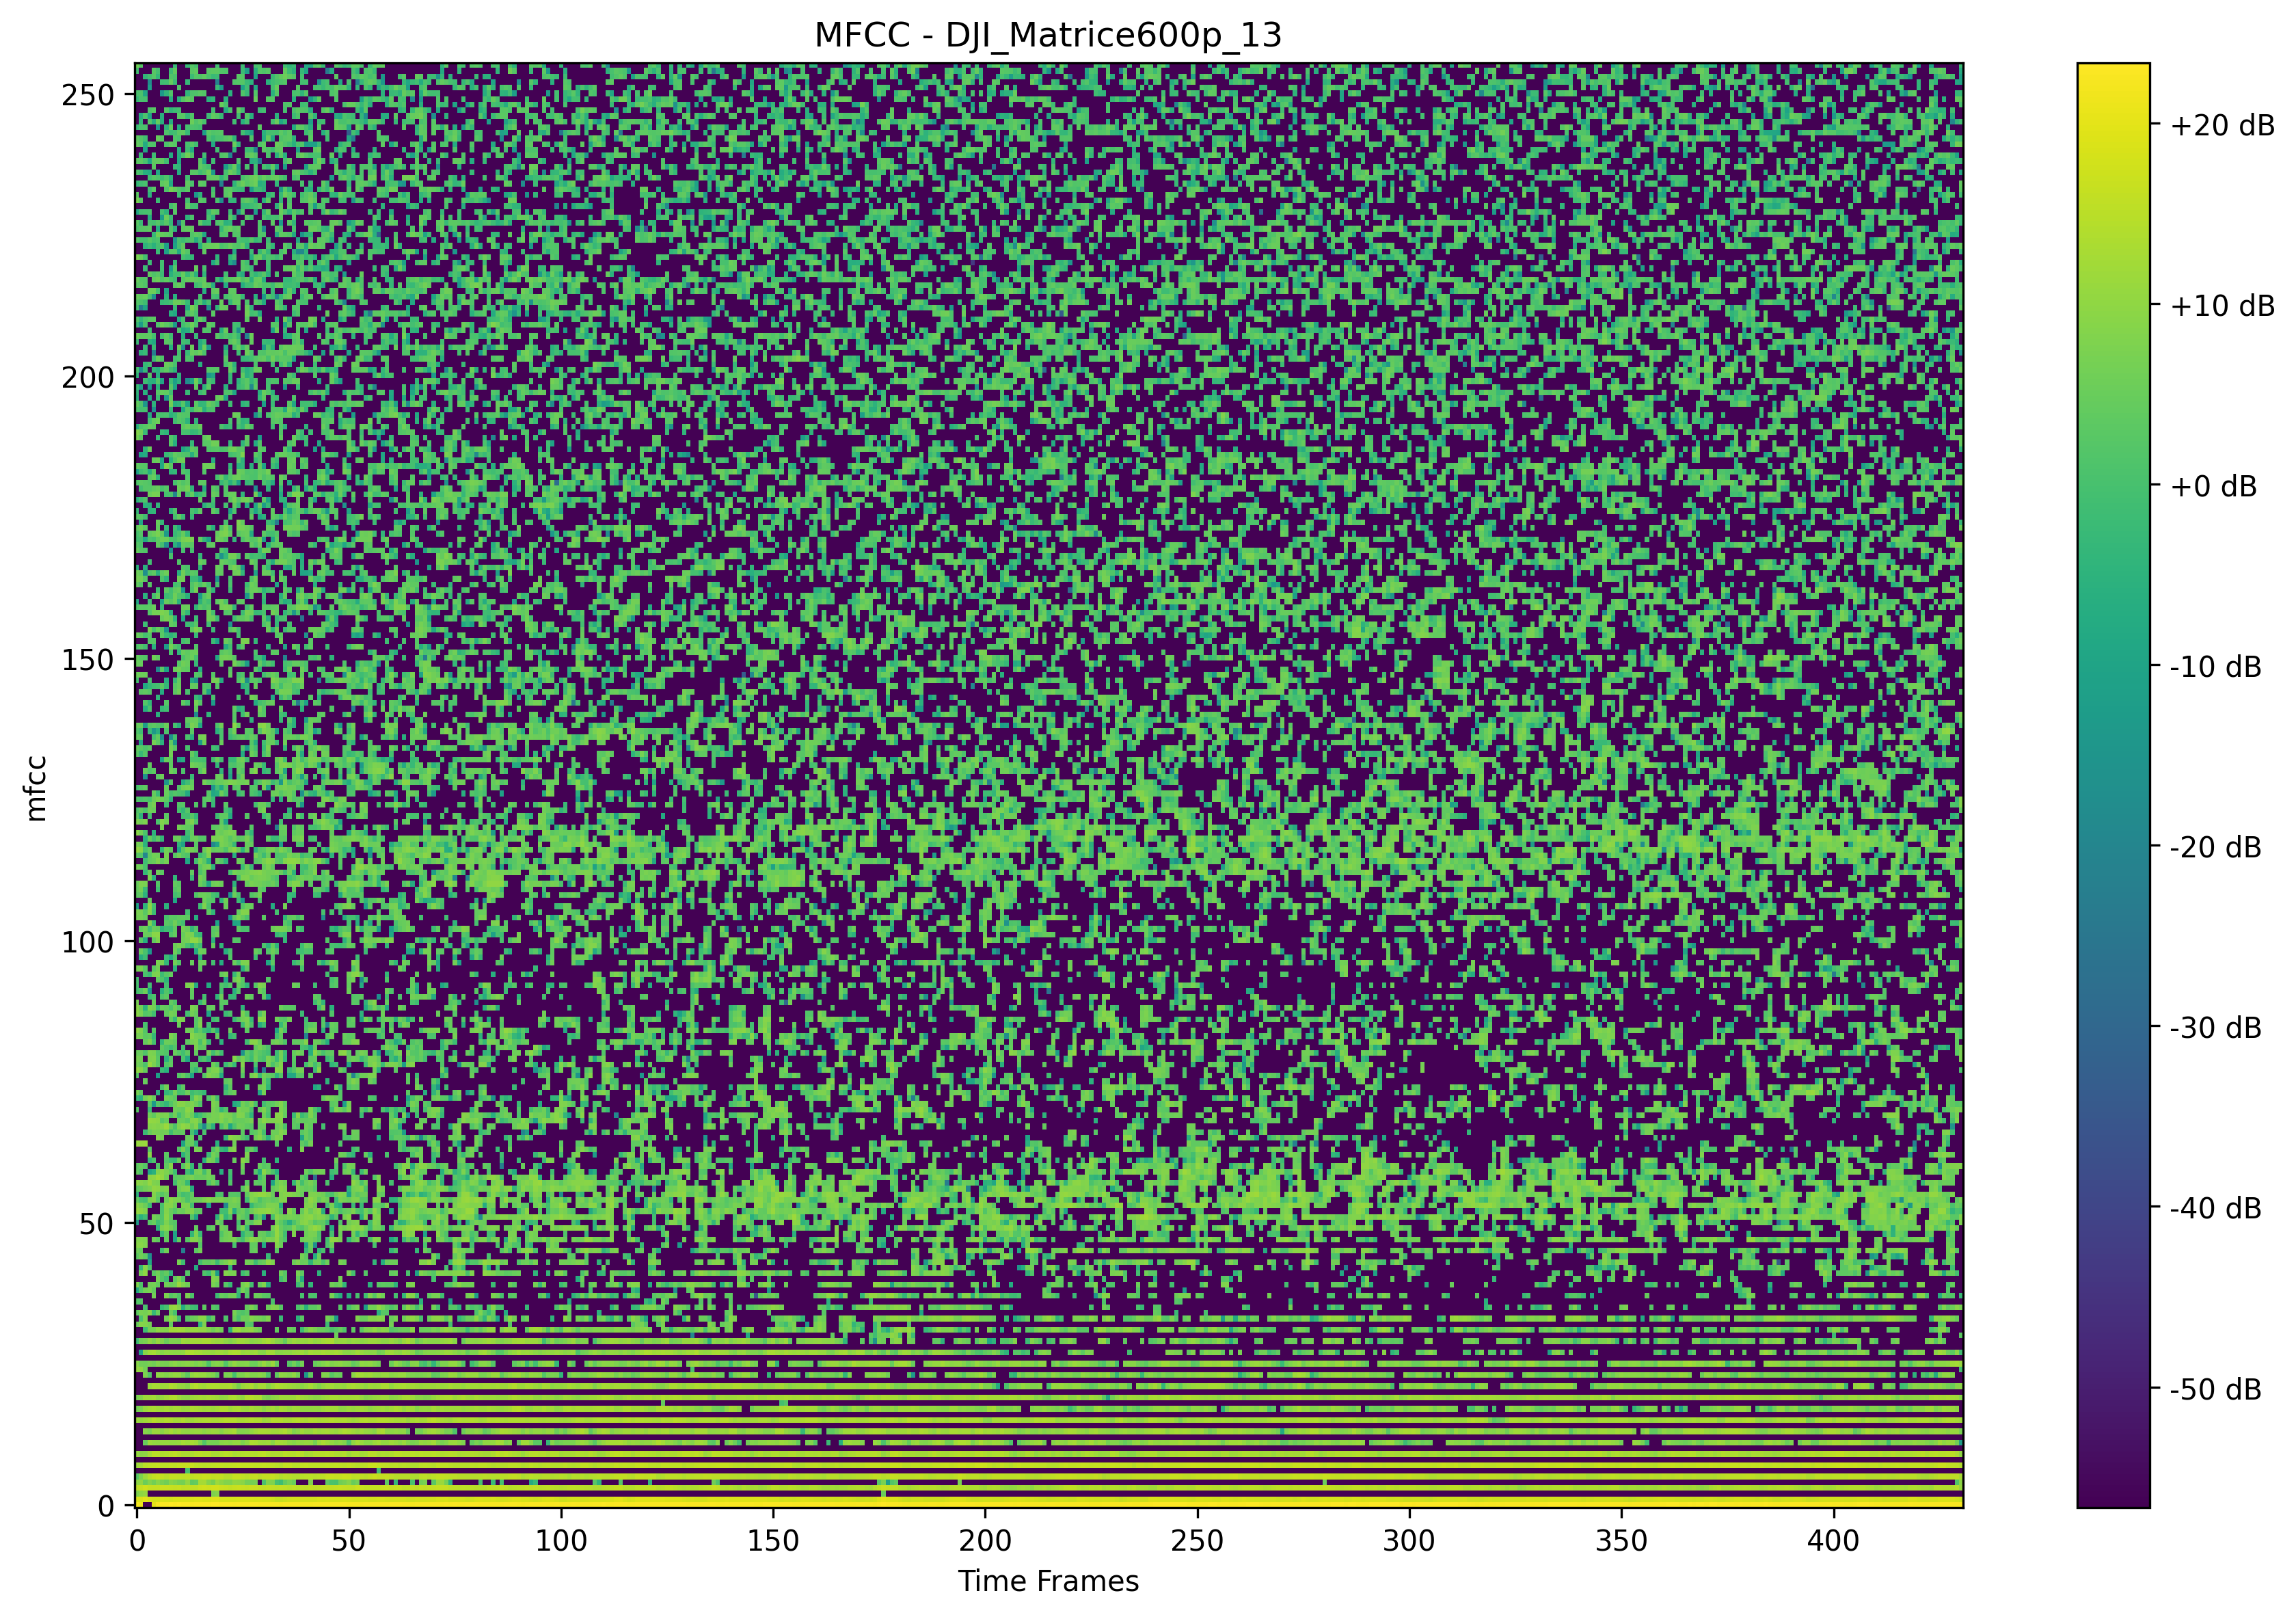 MFCC - DJI_Matrice600p_13
250
200
150
100
50
0
mfcc
0 50 100 150 200 250 300 350 400
Time Frames
+20 dB
+10 dB
+0 dB
-10 dB
-20 dB
-30 dB
-40 dB
-50 dB